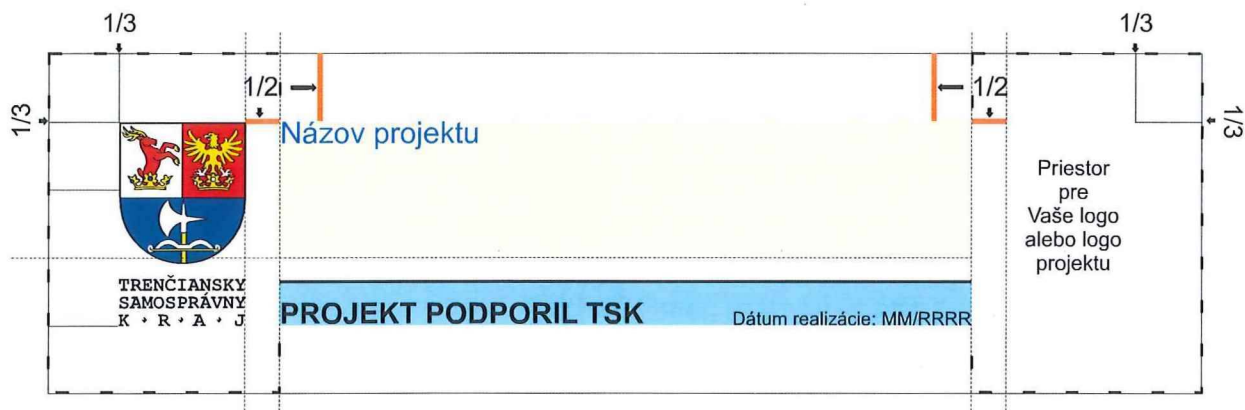 1/3
1/3
1/2
1/2
1/3
1/3
Názov projektu
Priestor
pre
Vaše logo
alebo logo
projektu
TRENČIANSKY
SAMOSPRÁVNY
K · R · A · J
PROJEKT PODPORIL TSK
Dátum realizácie: MM/RRRR